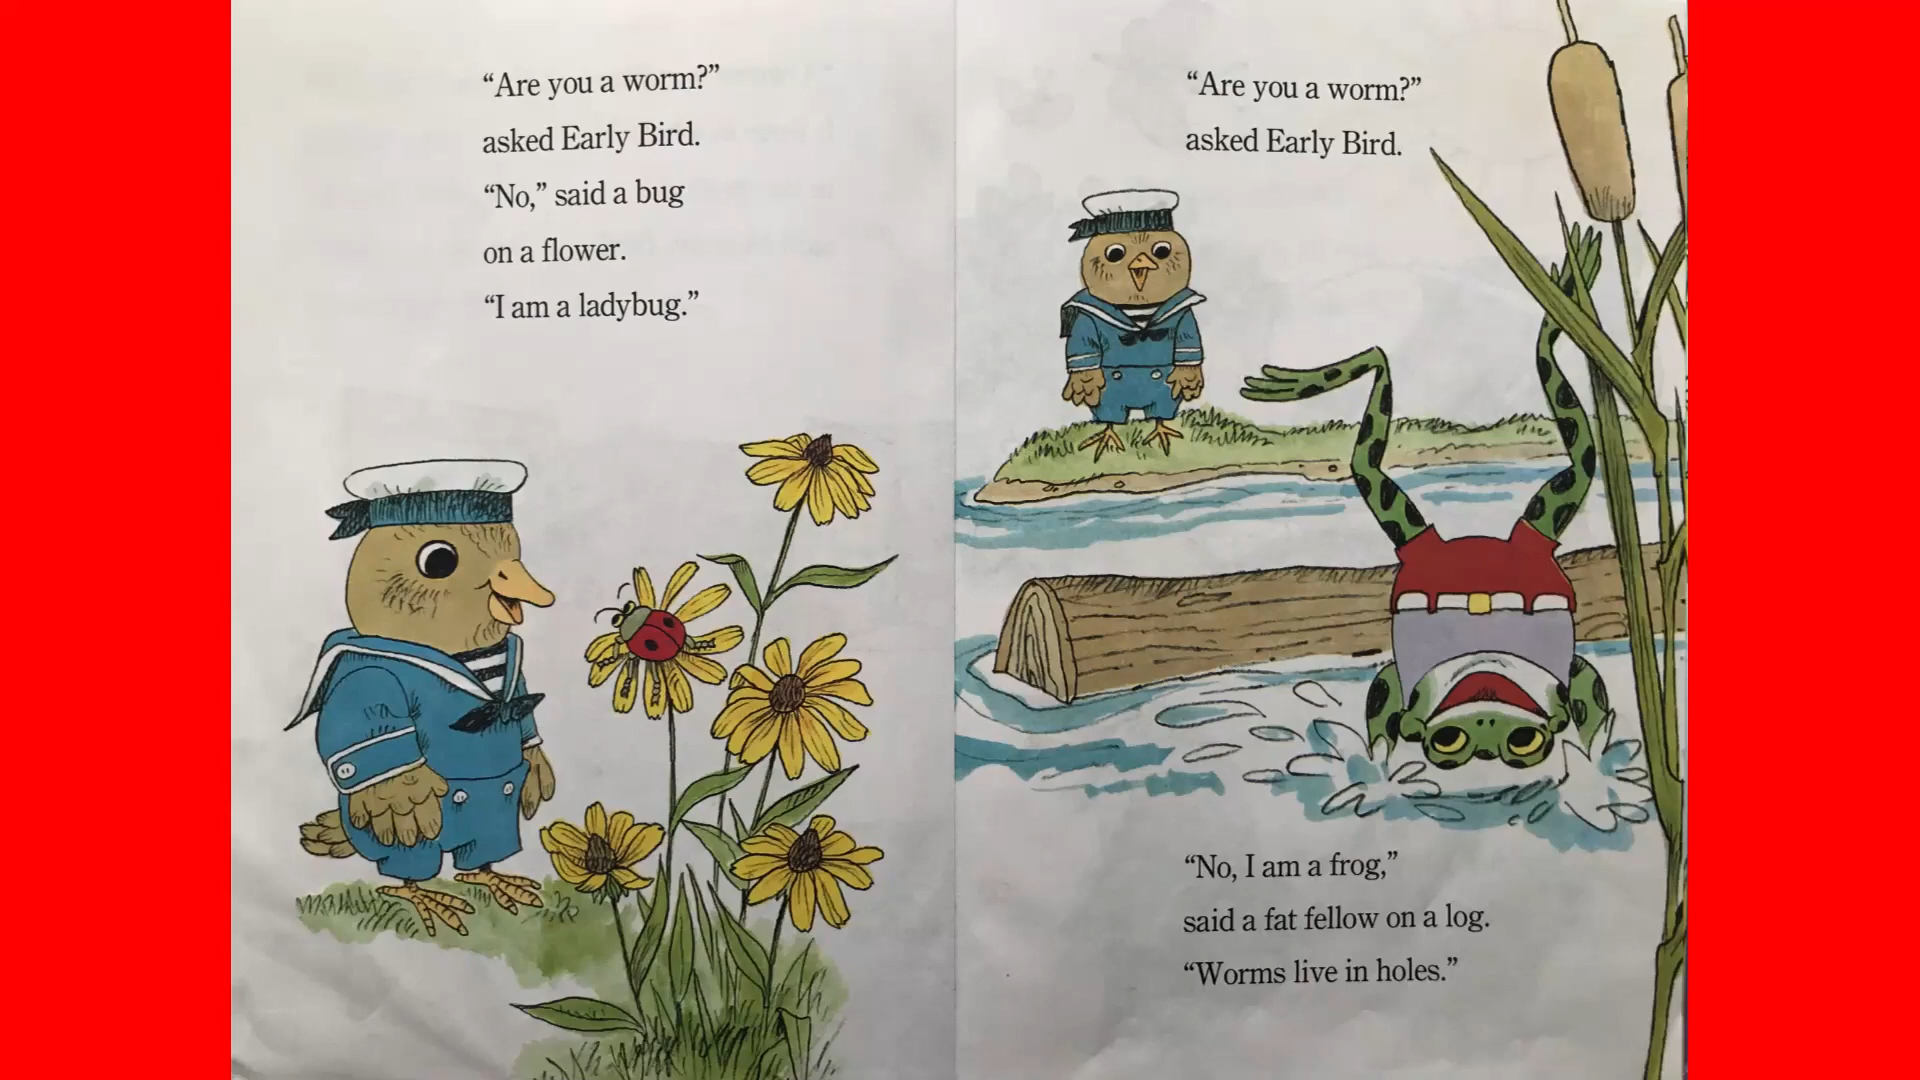 “Are you a worm?”
asked Early Bird.
“No,” said a bug
on a flower.
“I am a ladybug.”
“Are you a worm?”
asked Early Bird.
“No, I am a frog,”
said a fat fellow on a log.
“Worms live in holes.”